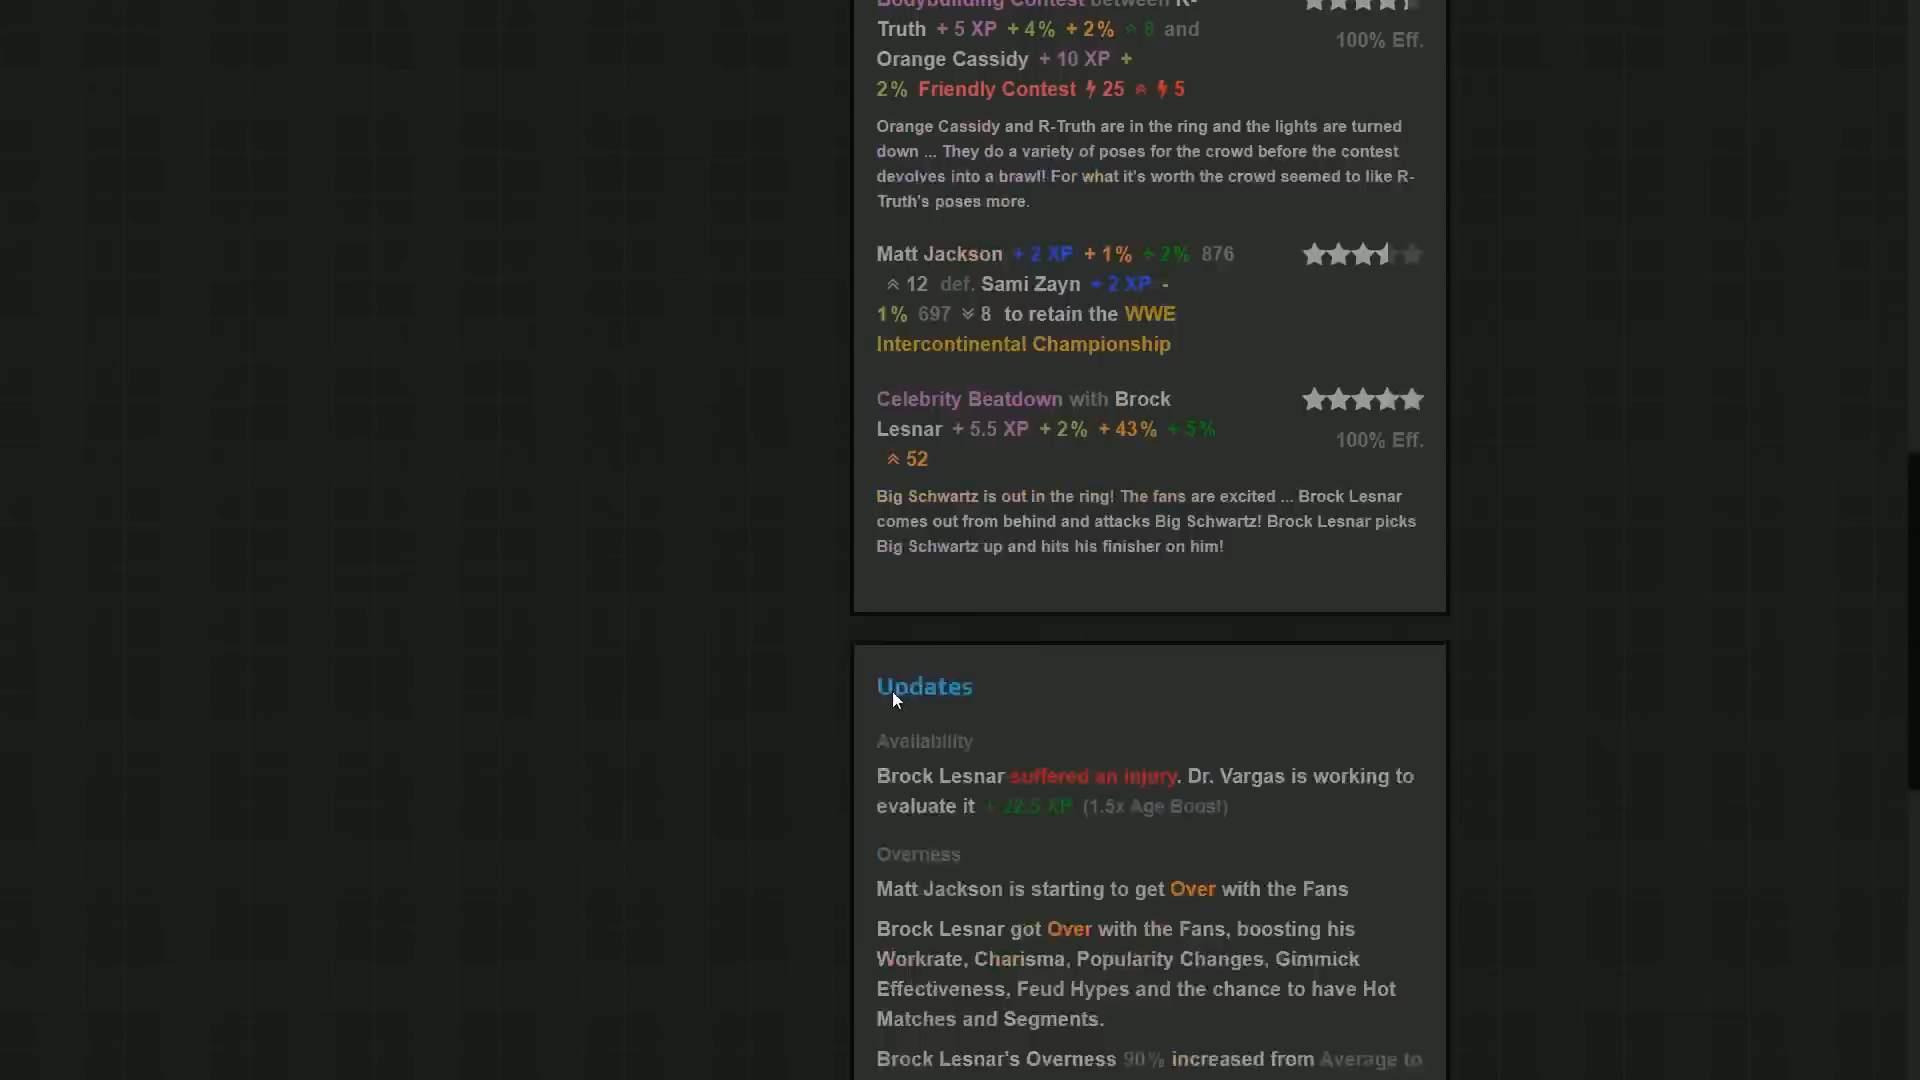 Bodybuilding Contest between R-
Truth + 5 XP + 4% + 2% 8 and
100% Eff.
Orange Cassidy + 10 XP +
2% Friendly Contest 25 5
Orange Cassidy and R-Truth are in the ring and the lights are turned
down ... They do a variety of poses for the crowd before the contest
devolves into a brawl! For what it's worth the crowd seemed to like R-
Truth's poses more.
Matt Jackson + 2 XP + 1% + 2% 876
12 def. Sami Zayn + 2 XP -
1% 697 8 to retain the WWE
Intercontinental Championship
Celebrity Beatdown with Brock
Lesnar + 5.5 XP + 2% + 43% + 5%
100% Eff.
52
Big Schwartz is out in the ring! The fans are excited ... Brock Lesnar
comes out from behind and attacks Big Schwartz! Brock Lesnar picks
Big Schwartz up and hits his finisher on him!
Updates
Availability
Brock Lesnar suffered an injury. Dr. Vargas is working to
evaluate it + 22.5 XP (1.5x Age Boost)
Overness
Matt Jackson is starting to get Over with the Fans
Brock Lesnar got Over with the Fans, boosting his
Workrate, Charisma, Popularity Changes, Gimmick
Effectiveness, Feud Hypes and the chance to have Hot
Matches and Segments.
Brock Lesnar's Overness 90% increased from Average to